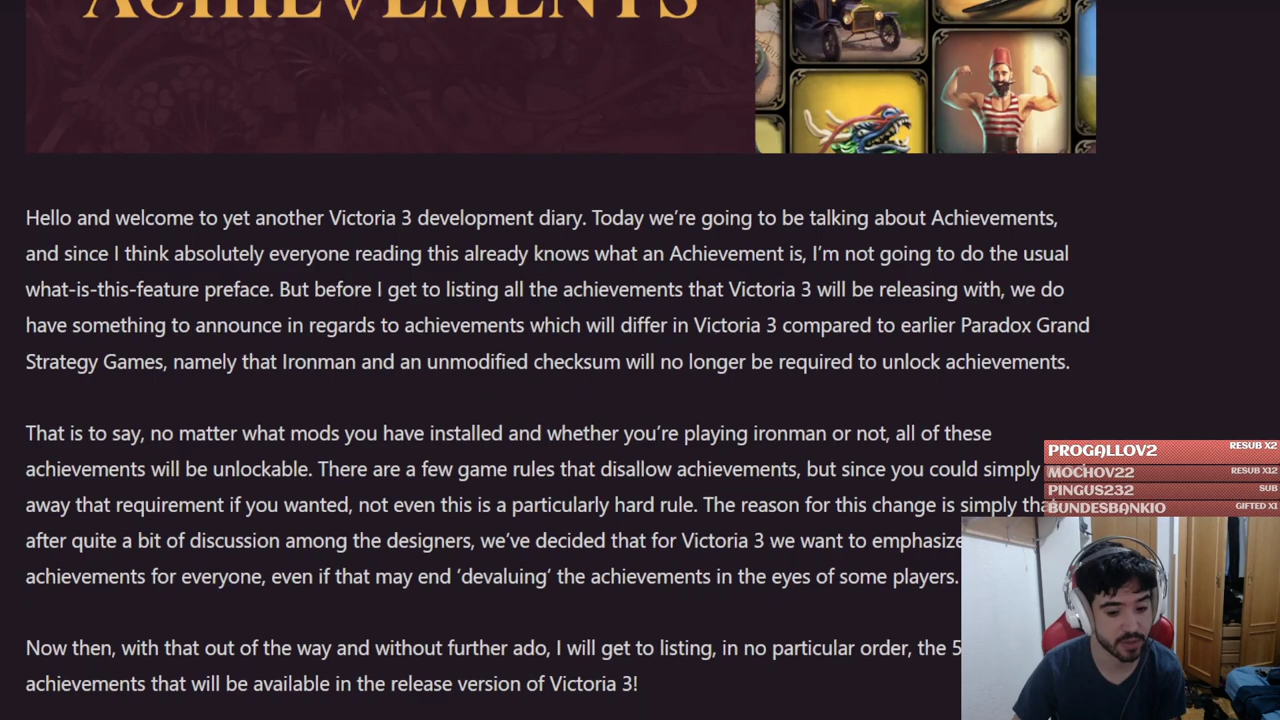 ACHIEVEMENTS
Hello and welcome to yet another Victoria 3 development diary. Today we're going to be talking about Achievements,
and since I think absolutely everyone reading this already knows what an Achievement is, I'm not going to do the usual
what-is-this-feature preface. But before I get to listing all the achievements that Victoria 3 will be releasing with, we do
have something to announce in regards to achievements which will differ in Victoria 3 compared to earlier Paradox Grand
Strategy Games, namely that Ironman and an unmodified checksum will no longer be required to unlock achievements.
That is to say, no matter what mods you have installed and whether you're playing ironman or not, all of these
achievements will be unlockable. There are a few game rules that disallow achievements, but since you could simply
away that requirement if you wanted, not even this is a particularly hard rule. The reason for this change is simply tha
after quite a bit of discussion among the designers, we've decided that for Victoria 3 we want to emphasize
achievements for everyone, even if that may end 'devaluing' the achievements in the eyes of some players.
Now then, with that out of the way and without further ado, I will get to listing, in no particular order, the 5
achievements that will be available in the release version of Victoria 3!
PROGALLOV2 RESUB X2
MOCHOV22 RESUB X12
PINGUS232 SUB
BUNDESBANKIO GIFTED X1